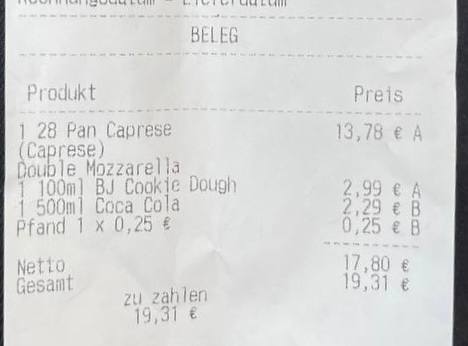 Rechnungsdatum = Lieferdatum
BELEG
Produkt Preis
1 28 Pan Caprese 13,78 € A
(Caprese)
Double Mozzarella
1 100ml BJ Cookie Dough 2,99 € A
1 500ml Coca Cola 2,29 € B
Pfand 1 x 0,25 € 0,25 € B
Netto 17,80 €
Gesamt 19,31 €
zu zahlen
19,31 €